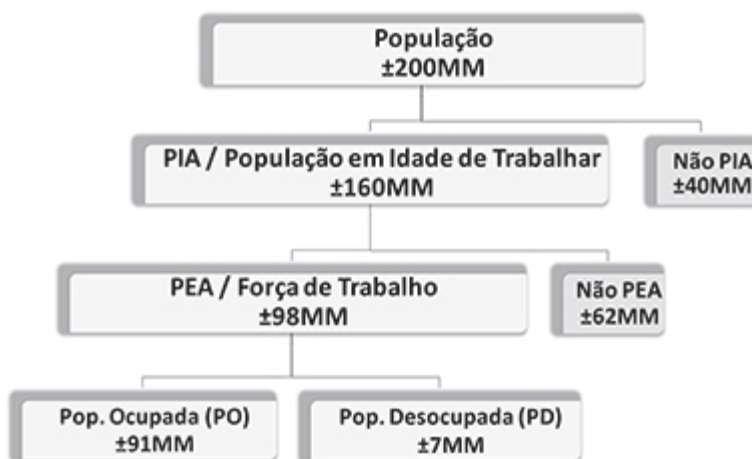 População
±200MM
PIA / População em Idade de Trabalhar
±160MM
Não PIA
±40MM
PEA / Força de Trabalho
±98MM
Não PEA
±62MM
Pop. Ocupada (PO)
±91MM
Pop. Desocupada (PD)
±7MM